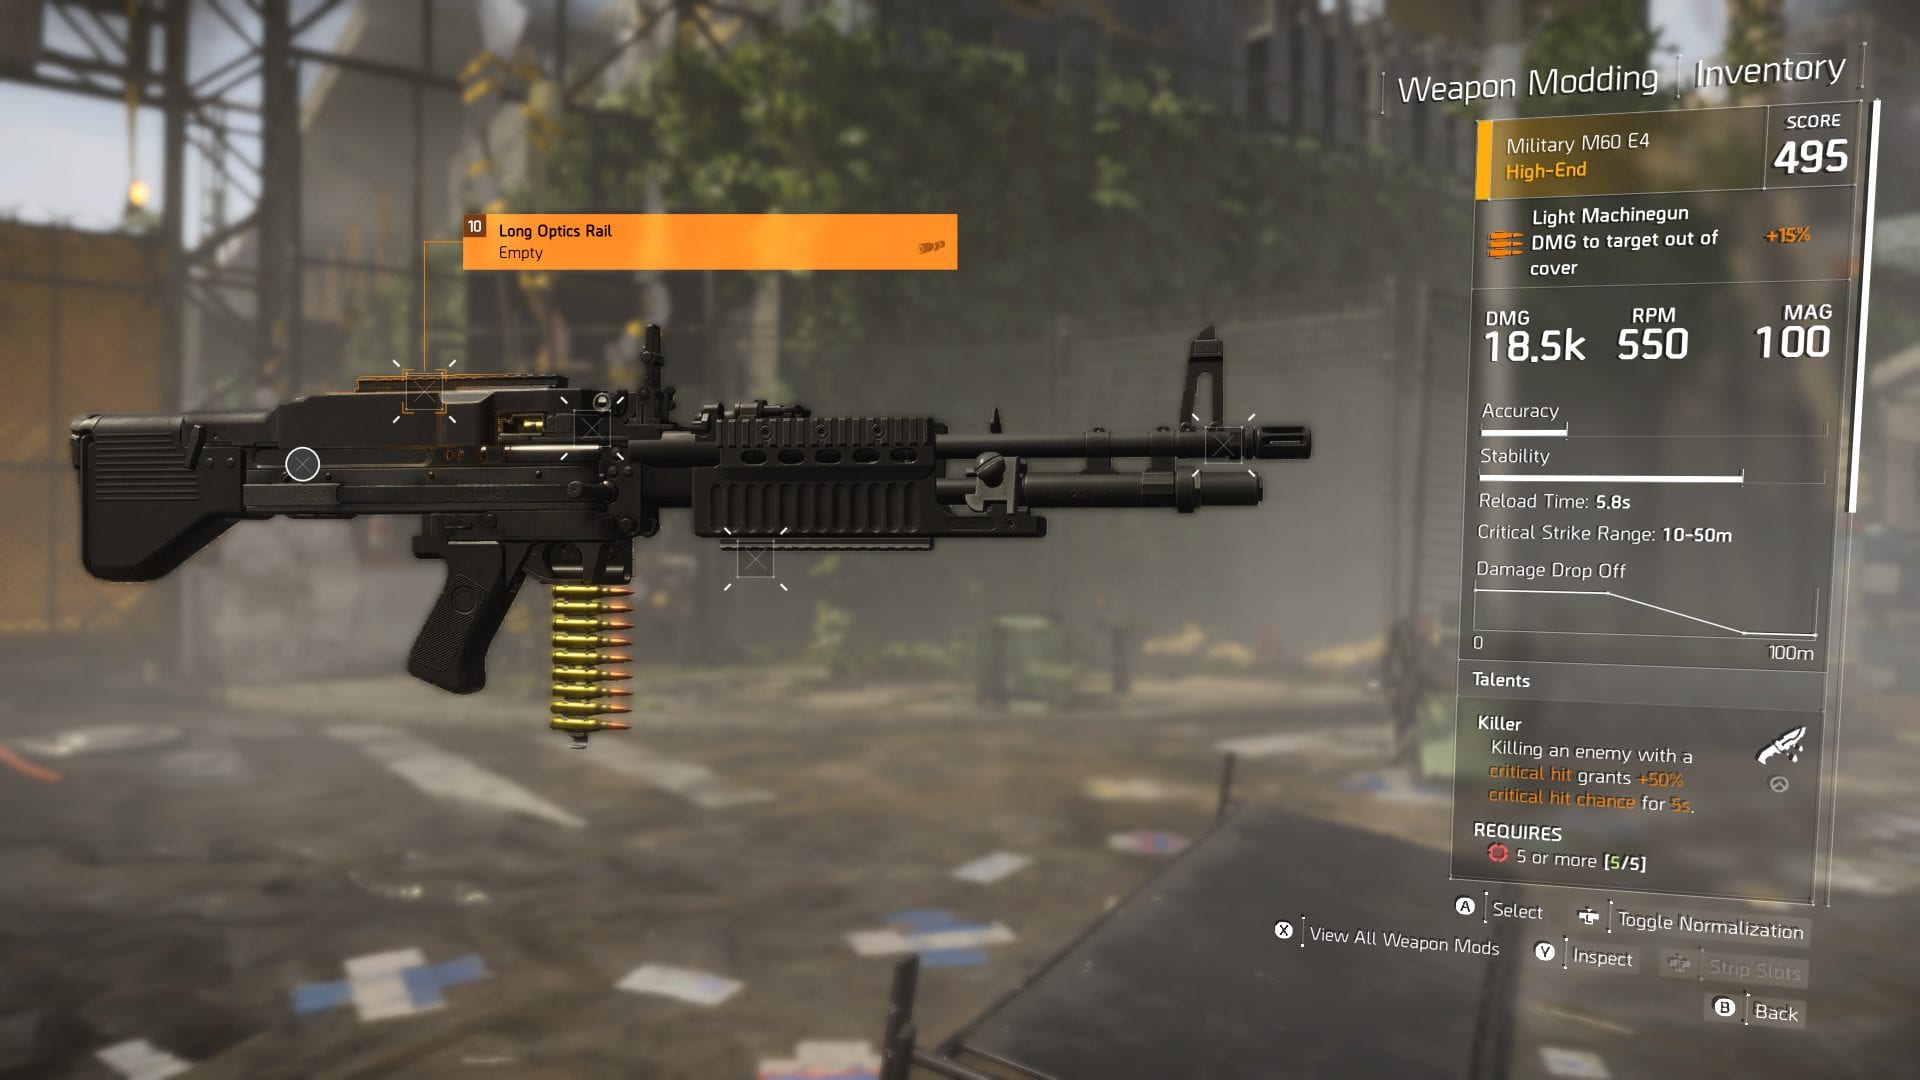 Weapon Modding
Inventory
Military M60 E4
High-End
SCORE
495
Light Machinegun
DMG to target out of
cover
+15%
DMG
18.5k
RPM
550
MAG
100
Accuracy
Stability
Reload Time: 5.8s
Critical Strike Range: 10-50m
Damage Drop Off
0
100m
Talents
Killer
Killing an enemy with a
critical hit grants +50%
critical hit chance for 5s.
REQUIRES
5 or more [5/5]
10
Long Optics Rail
Empty
A Select
L Toggle Normalization
X View All Weapon Mods
Y Inspect
Strip Slots
B Back